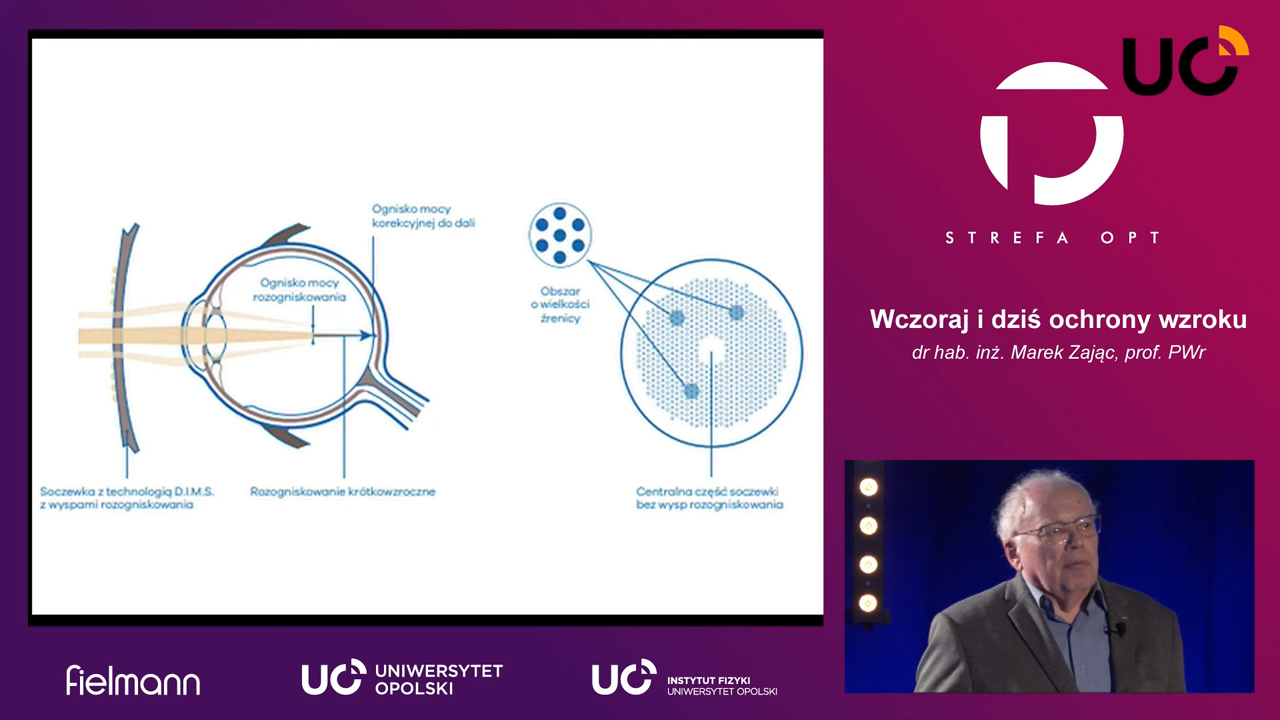 Ognisko mocy
korekcyjnej do dali
Ognisko mocy
rozogniskowania
Obszar
o wielkości
źrenicy
Soczewka z technologią D.I.M.S.
z wyspami rozogniskowania
Rozogniskowanie krótkowzroczne
Centralna część soczewki
bez wysp rozogniskowania
UO
STREFA OPT
Wczoraj i dziś ochrony wzroku
dr hab. inż. Marek Zając, prof. PWr
fielmann
UO UNIWERSYTET
OPOLSKI
UO INSTYTUT FIZYKI
UNIWERSYTET OPOLSKI